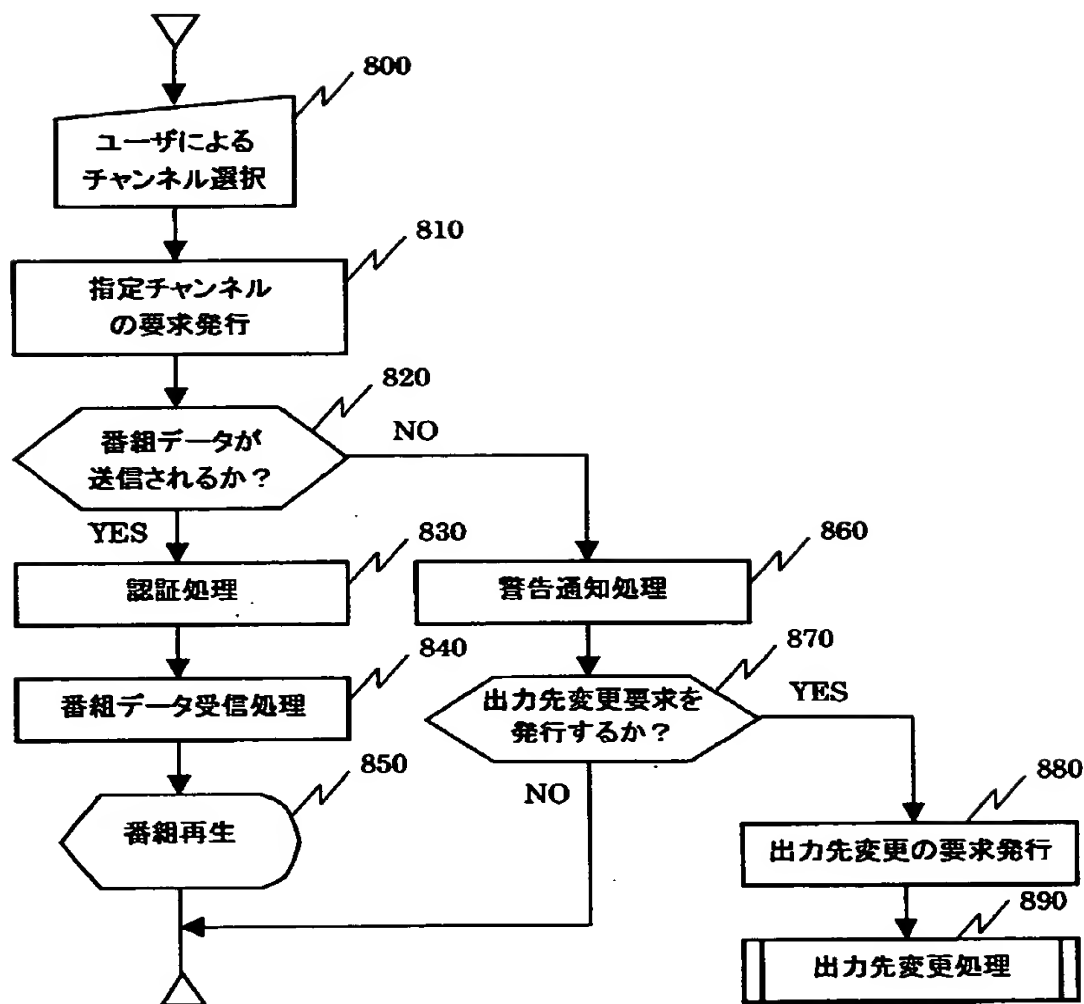 800
ユーザによる
チャンネル選択
810
指定チャンネル
の要求発行
820
番組データが
送信されるか？
NO
YES
830
認証処理
840
番組データ受信処理
850
番組再生
860
警告通知処理
870
出力先変更要求を
発行するか？
YES
NO
880
出力先変更の要求発行
890
出力先変更処理